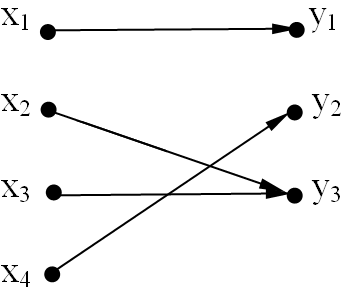 x₁ y₁
x₂ y₂
x₃ y₃
x₄